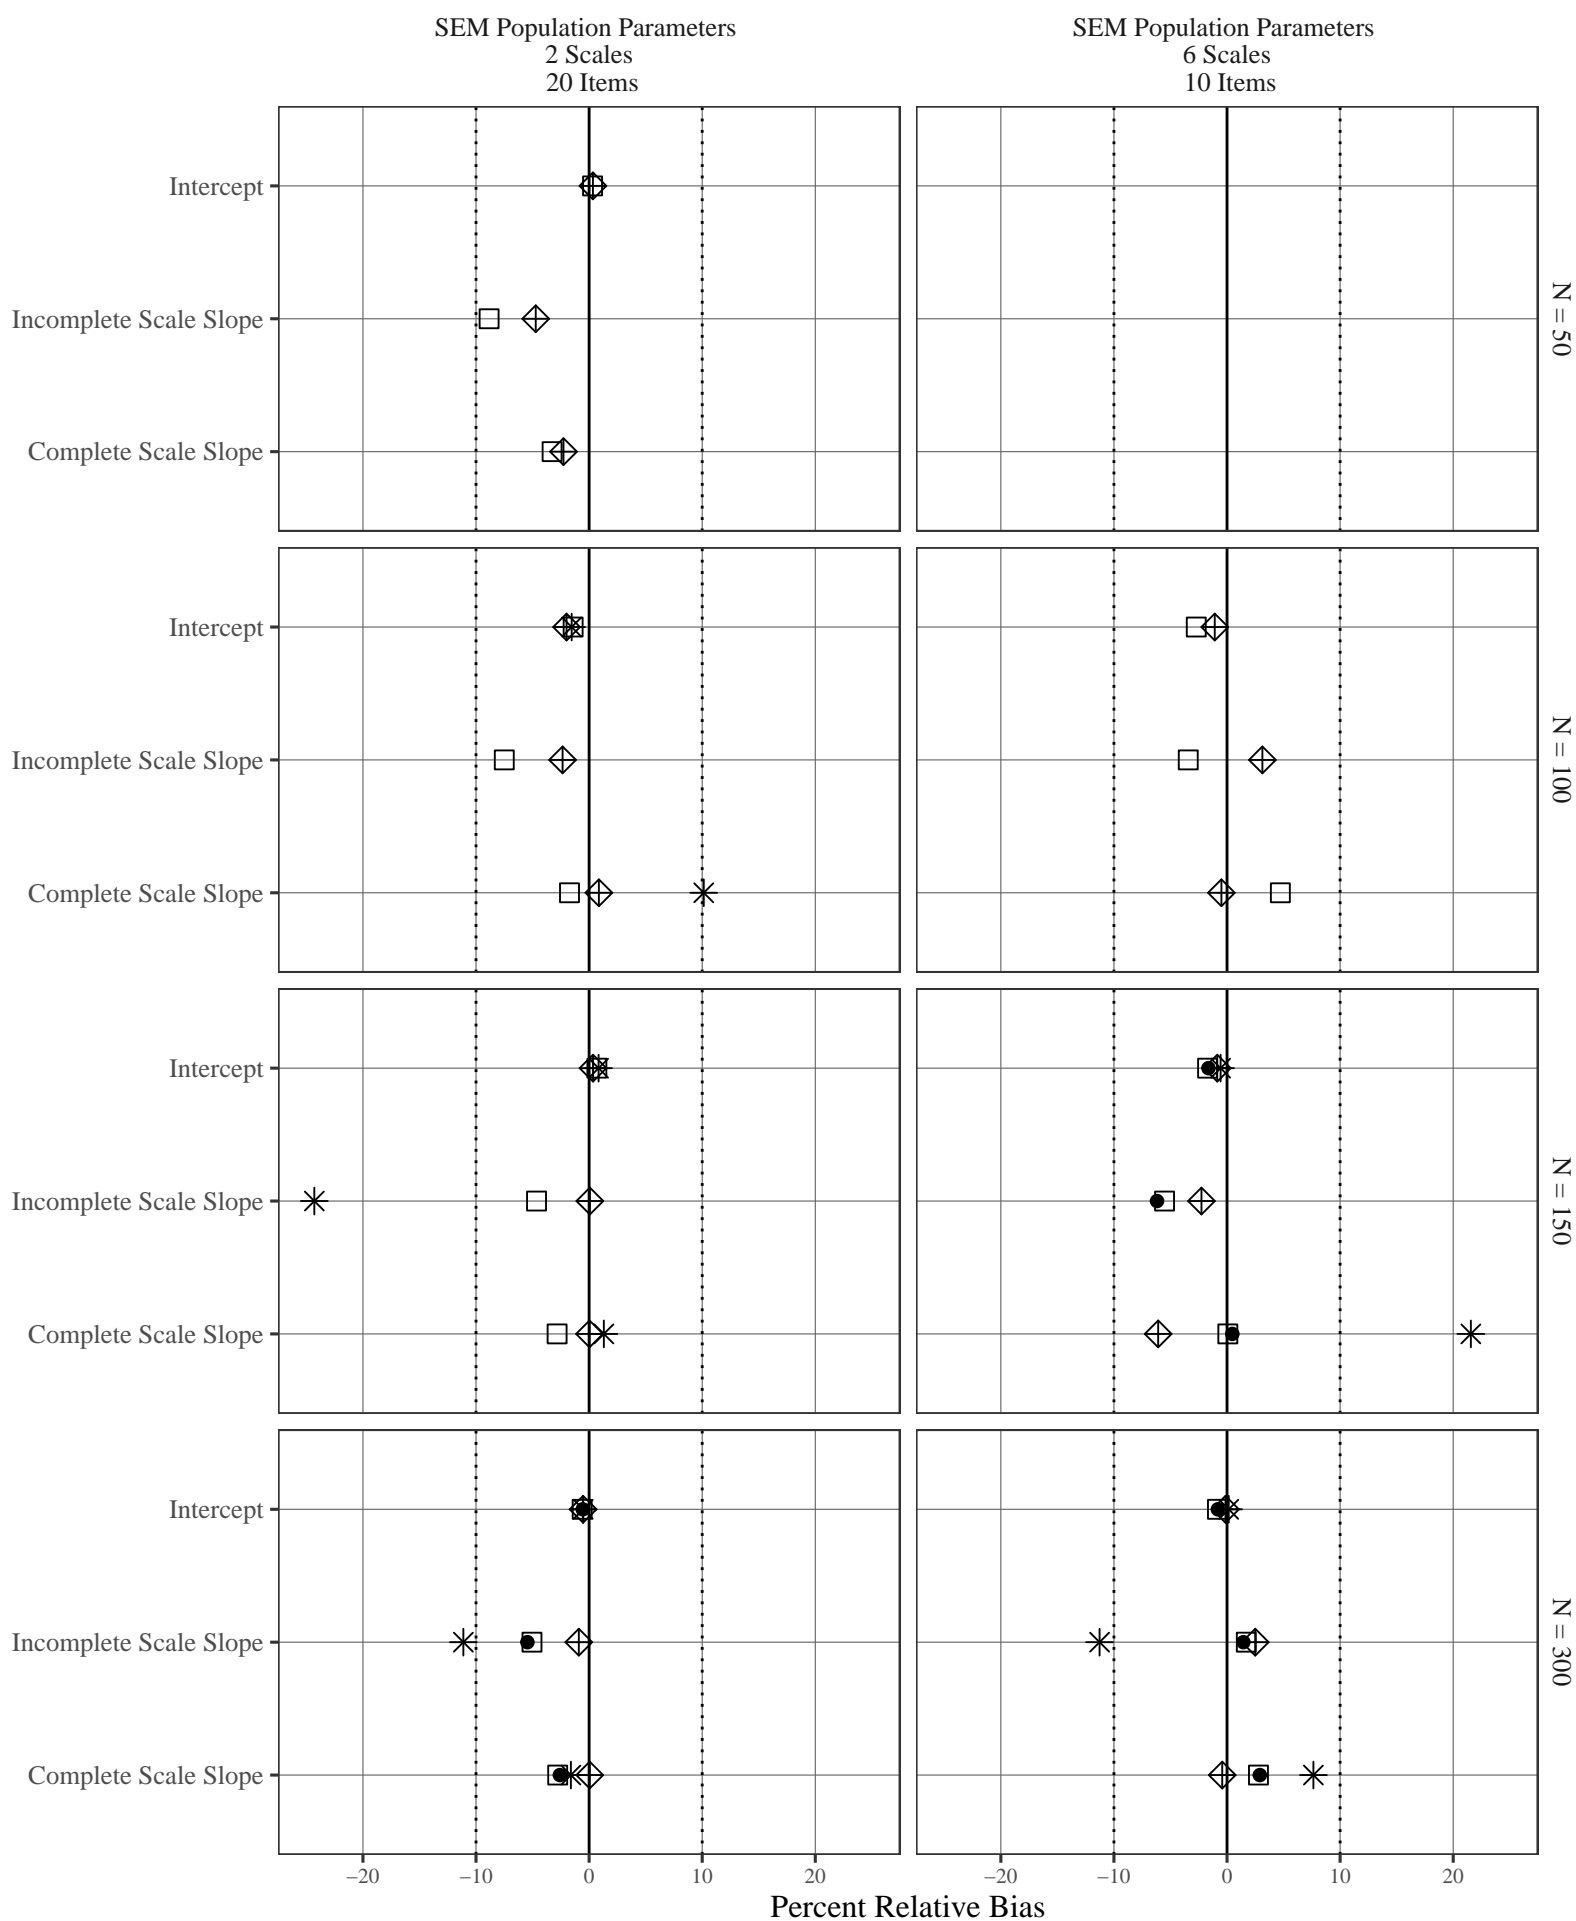 SEM Population Parameters
2 Scales
20 Items
SEM Population Parameters
6 Scales
10 Items
Intercept
Incomplete Scale Slope
Complete Scale Slope
N = 50
Intercept
Incomplete Scale Slope
Complete Scale Slope
N = 100
Intercept
Incomplete Scale Slope
Complete Scale Slope
N = 150
Intercept
Incomplete Scale Slope
Complete Scale Slope
N = 300
−20 −10 0 10 20
−20 −10 0 10 20
Percent Relative Bias